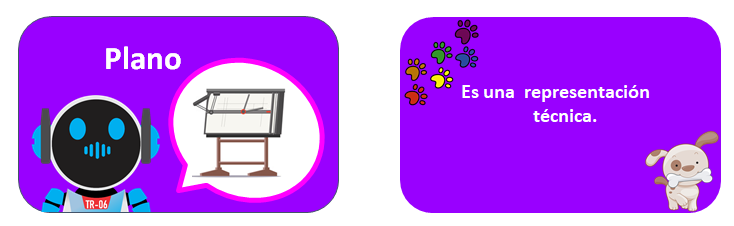 Plano
TR-06
Es una representación
técnica.